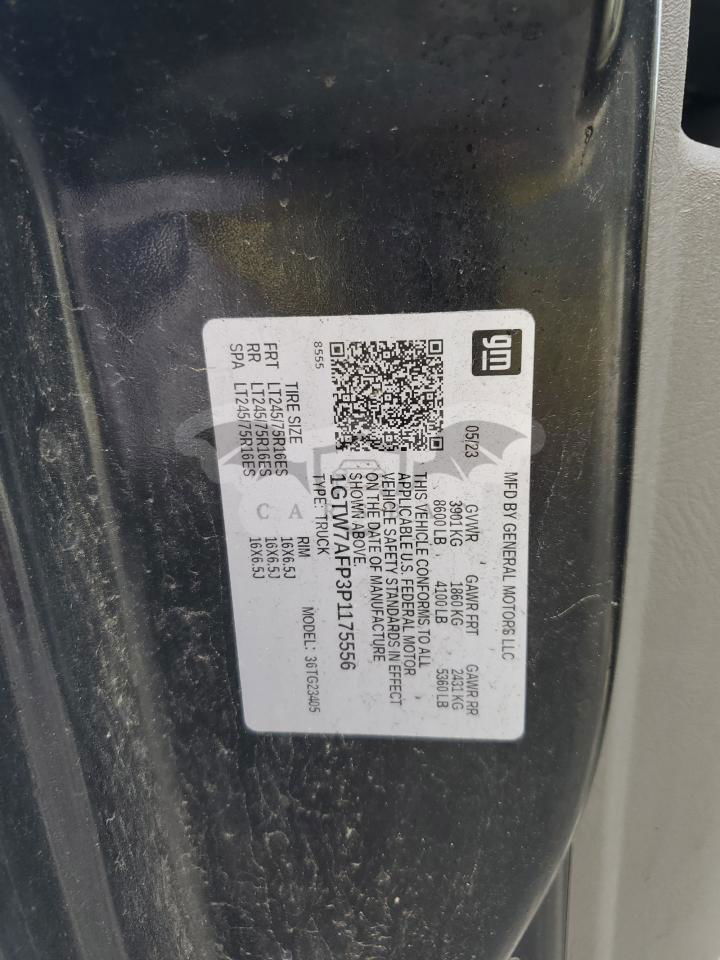 gm
MFD BY GENERAL MOTORS LLC
05/23 GVWR GAWR FRT GAWR RR
3901 KG 1860 KG 2431 KG
8600 LB 4100 LB 5360 LB
THIS VEHICLE CONFORMS TO ALL
APPLICABLE U.S. FEDERAL MOTOR
VEHICLE SAFETY STANDARDS IN EFFECT
ON THE DATE OF MANUFACTURE
SHOWN ABOVE.
1GTW7AFP3P1175556
8555 TYPE: TRUCK MODEL: 36TG23405
TIRE SIZE RIM
FRT LT245/75R16ES 16X6.5J
RR LT245/75R16ES 16X6.5J
SPA LT245/75R16ES 16X6.5J